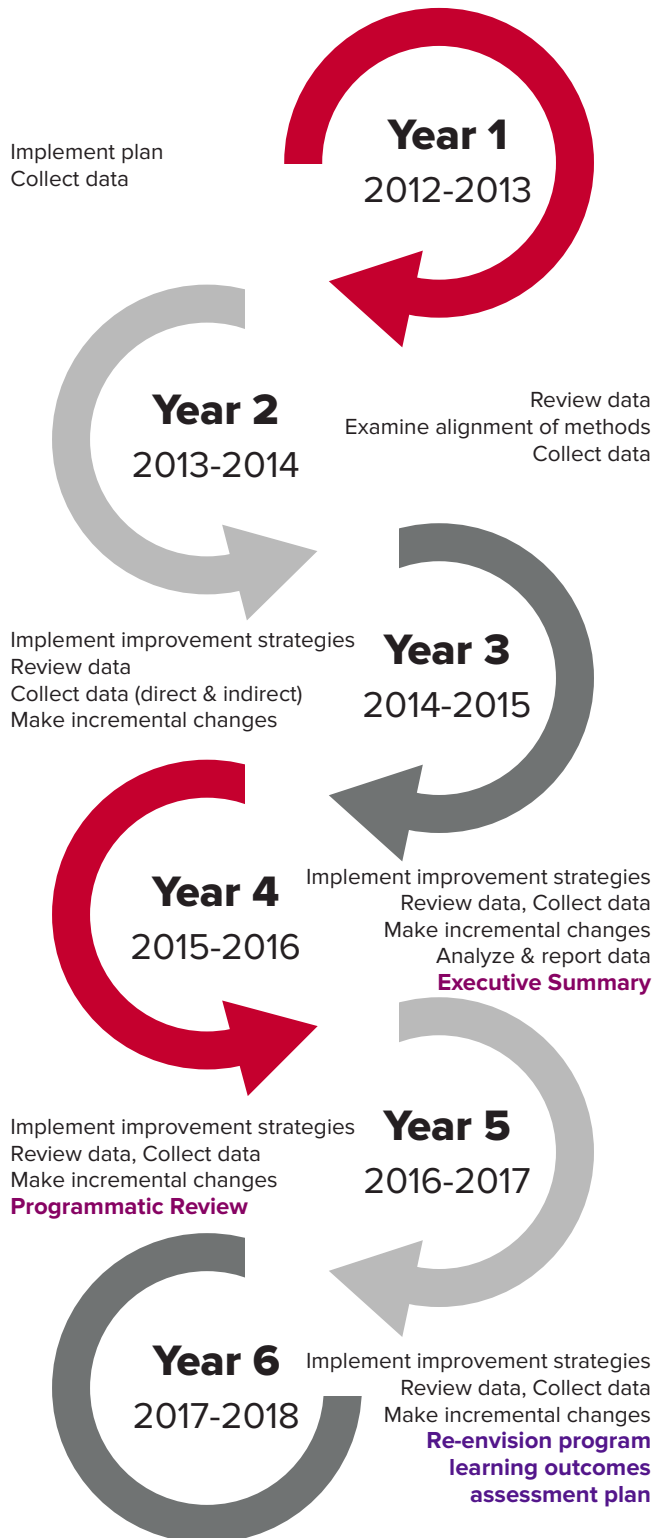 Year 1
2012-2013
Implement plan
Collect data
Year 2
2013-2014
Review data
Examine alignment of methods
Collect data
Year 3
2014-2015
Implement improvement strategies
Review data
Collect data (direct & indirect)
Make incremental changes
Year 4
2015-2016
Implement improvement strategies
Review data, Collect data
Make incremental changes
Analyze & report data
Executive Summary
Year 5
2016-2017
Implement improvement strategies
Review data, Collect data
Make incremental changes
Programmatic Review
Year 6
2017-2018
Implement improvement strategies
Review data, Collect data
Make incremental changes
Re-envision program
learning outcomes
assessment plan